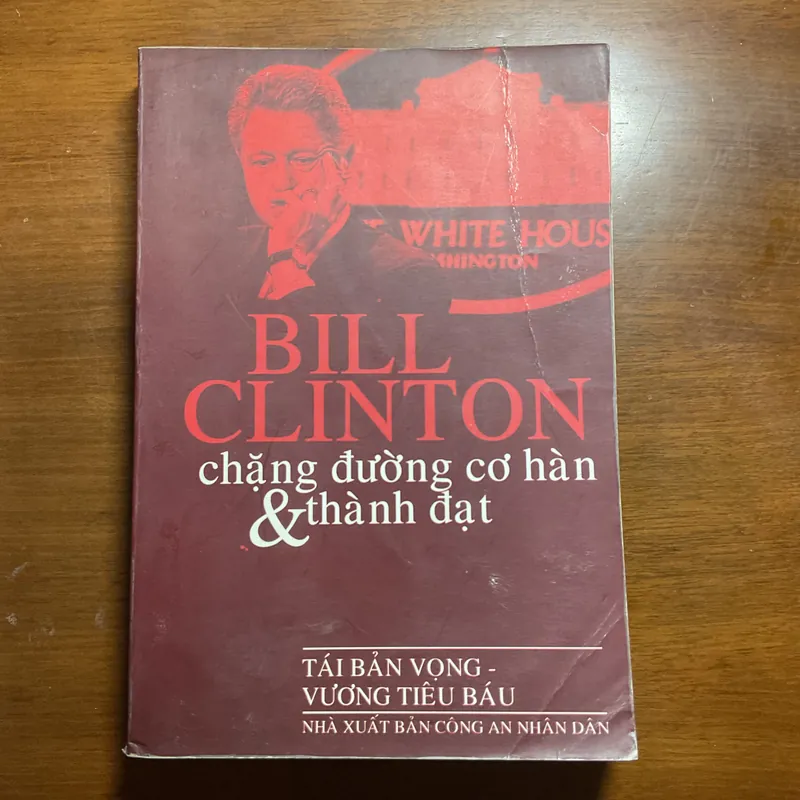 WHITE HOUS
HINGTON
BILL
CLINTON
chặng đường cơ hàn
& thành đạt
TÁI BẢN VỌNG -
VƯƠNG TIÊU BÁU
NHÀ XUẤT BẢN CÔNG AN NHÂN DÂN